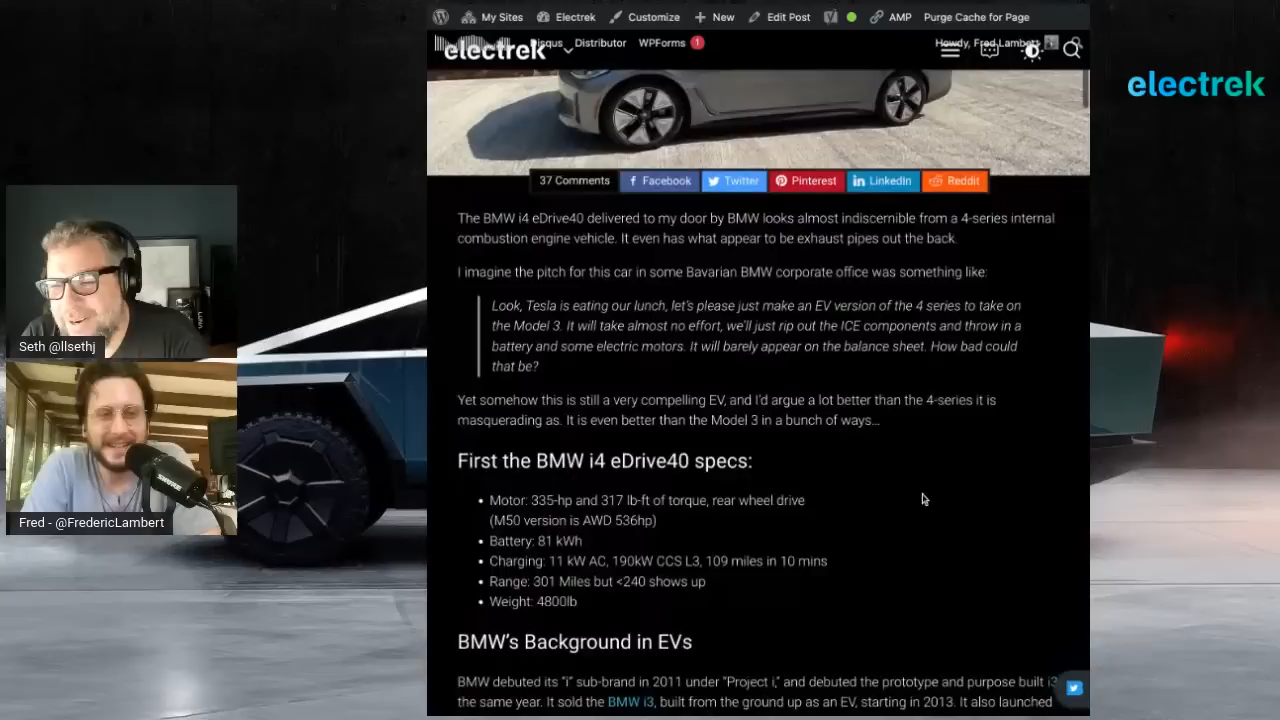 My Sites Electrek Customize New Edit Post AMP Purge Cache for Page
Disqus Distributor WPForms 1 Howdy, Fred Lambert
electrek
electrek
37 Comments Facebook Twitter Pinterest LinkedIn Reddit
The BMW i4 eDrive40 delivered to my door by BMW looks almost indiscernible from a 4-series internal
combustion engine vehicle. It even has what appear to be exhaust pipes out the back.
I imagine the pitch for this car in some Bavarian BMW corporate office was something like:
Look, Tesla is eating our lunch, let's please just make an EV version of the 4 series to take on
the Model 3. It will take almost no effort, we'll just rip out the ICE components and throw in a
battery and some electric motors. It will barely appear on the balance sheet. How bad could
that be?
Yet somehow this is still a very compelling EV, and I'd argue a lot better than the 4-series it is
masquerading as. It is even better than the Model 3 in a bunch of ways...
First the BMW i4 eDrive40 specs:
• Motor: 335-hp and 317 lb-ft of torque, rear wheel drive
(M50 version is AWD 536hp)
• Battery: 81 kWh
• Charging: 11 kW AC, 190kW CCS L3, 109 miles in 10 mins
• Range: 301 Miles but <240 shows up
• Weight: 4800lb
BMW's Background in EVs
BMW debuted its "i" sub-brand in 2011 under "Project i," and debuted the prototype and purpose built i3
the same year. It sold the BMW i3, built from the ground up as an EV, starting in 2013. It also launched
Seth @llsethj
SHURE
Fred - @FredericLambert